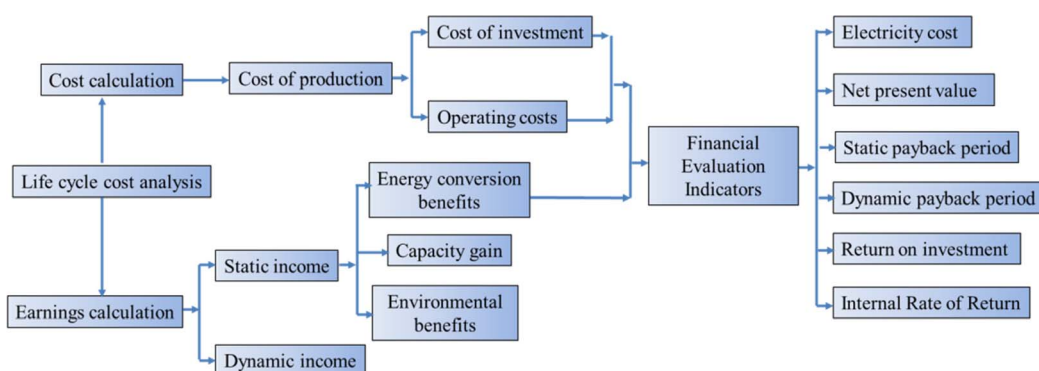 Cost of investment
Electricity cost
Cost calculation
Cost of production
Net present value
Operating costs
Financial
Evaluation
Indicators
Static payback period
Life cycle cost analysis
Energy conversion
benefits
Dynamic payback period
Static income
Capacity gain
Return on investment
Earnings calculation
Environmental
benefits
Internal Rate of Return
Dynamic income